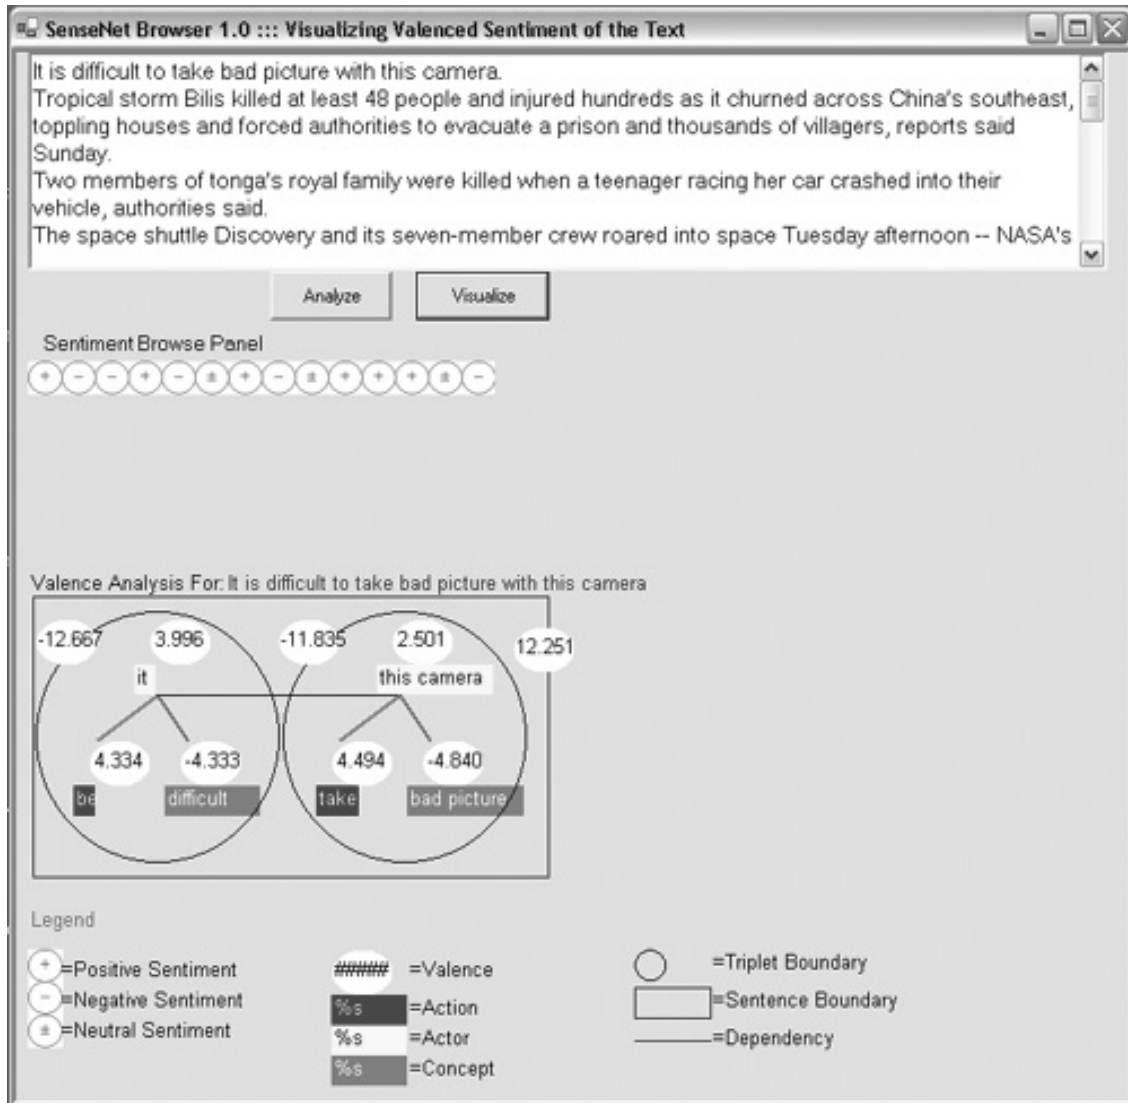 SenseNet Browser 1.0 ::: Visualizing Valenced Sentiment of the Text
It is difficult to take bad picture with this camera.
Tropical storm Bilis killed at least 48 people and injured hundreds as it churned across China's southeast,
toppling houses and forced authorities to evacuate a prison and thousands of villagers, reports said
Sunday.
Two members of tonga's royal family were killed when a teenager racing her car crashed into their
vehicle, authorities said.
The space shuttle Discovery and its seven-member crew roared into space Tuesday afternoon -- NASA's
Analyze Visualize
Sentiment Browse Panel
+ - - + - ± + - ± + + + ± -
Valence Analysis For: It is difficult to take bad picture with this camera
-12.667 3.996 -11.835 2.501 12.251
it this camera
4.334 -4.333 4.494 -4.840
be difficult take bad picture
Legend
+ =Positive Sentiment ##### =Valence =Triplet Boundary
- =Negative Sentiment %s =Action =Sentence Boundary
± =Neutral Sentiment %s =Actor =Dependency
%s =Concept